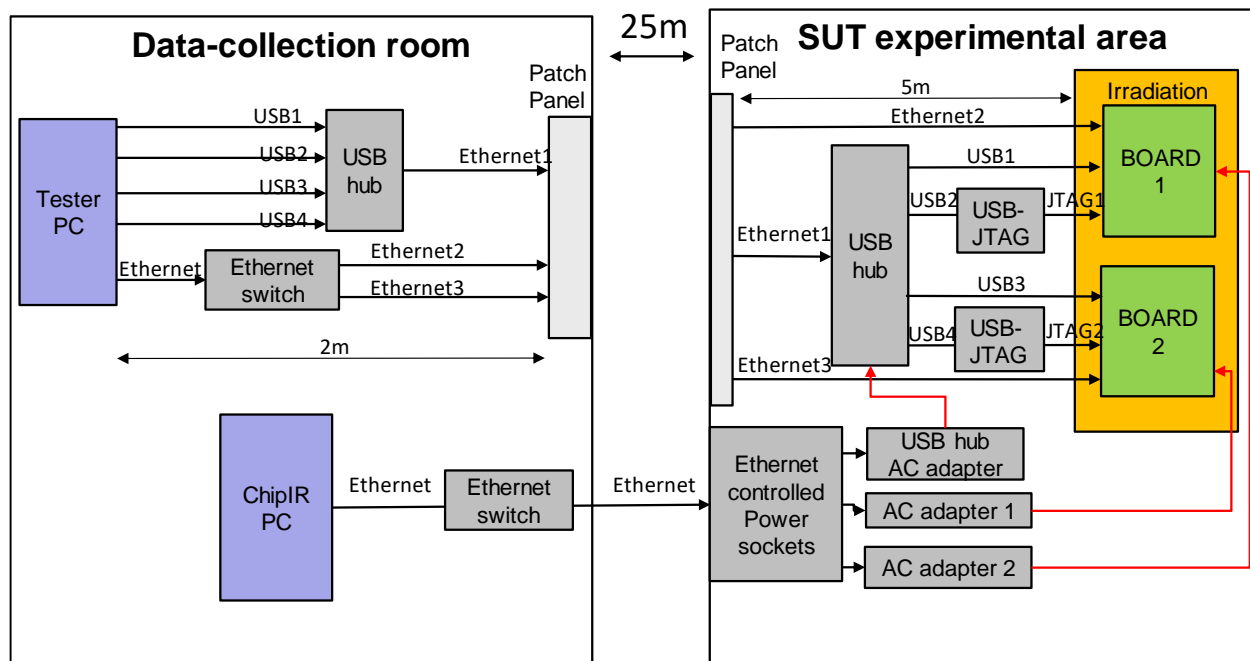 Data-collection room
25m
SUT experimental area
Patch
Panel
Patch
Panel
5m
Irradiation
USB1
USB2
USB3
USB4
Tester
PC
USB
hub
Ethernet1
Ethernet
Ethernet
switch
Ethernet2
Ethernet3
2m
Ethernet2
USB1
BOARD
1
USB2
USB-
JTAG
JTAG1
Ethernet1
USB
hub
USB3
BOARD
2
USB4
USB-
JTAG
JTAG2
Ethernet3
ChipIR
PC
Ethernet
Ethernet
switch
Ethernet
Ethernet
controlled
Power
sockets
USB hub
AC adapter
AC adapter 1
AC adapter 2